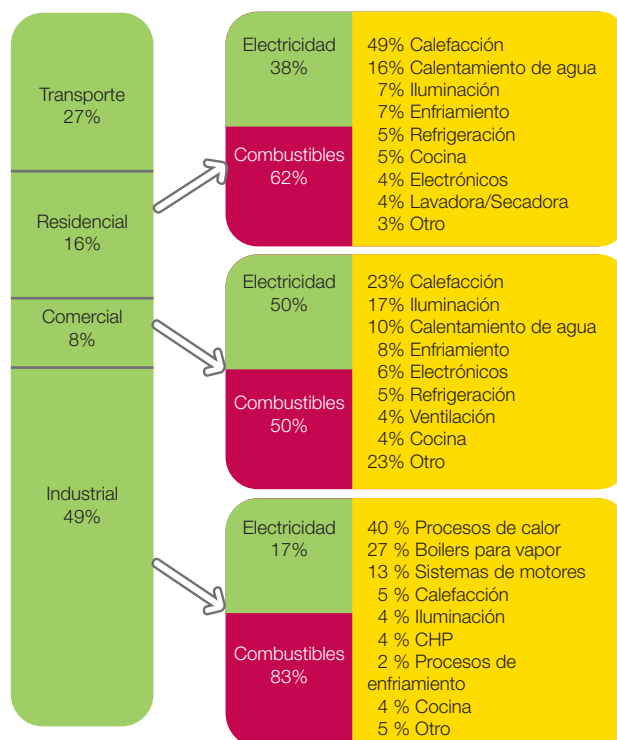 Transporte
27%
Residencial
16%
Comercial
8%
Industrial
49%
Electricidad
38%
Combustibles
62%
49% Calefacción
16% Calentamiento de agua
7% Iluminación
7% Enfriamiento
5% Refrigeración
5% Cocina
4% Electrónicos
4% Lavadora/Secadora
3% Otro
Electricidad
50%
Combustibles
50%
23% Calefacción
17% Iluminación
10% Calentamiento de agua
8% Enfriamiento
6% Electrónicos
5% Refrigeración
4% Ventilación
4% Cocina
23% Otro
Electricidad
17%
Combustibles
83%
40 % Procesos de calor
27 % Boilers para vapor
13 % Sistemas de motores
5 % Calefacción
4 % Iluminación
4 % CHP
2 % Procesos de
enfriamiento
4 % Cocina
5 % Otro